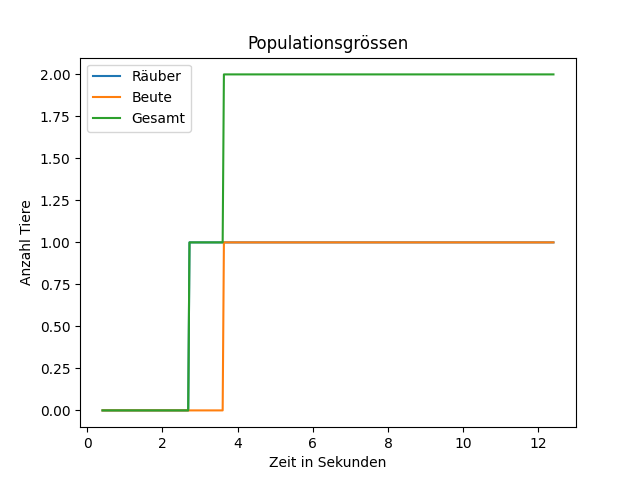 Populationsgrössen
Räuber
Beute
Gesamt
Anzahl Tiere
2.00
1.75
1.50
1.25
1.00
0.75
0.50
0.25
0.00
0 2 4 6 8 10 12
Zeit in Sekunden